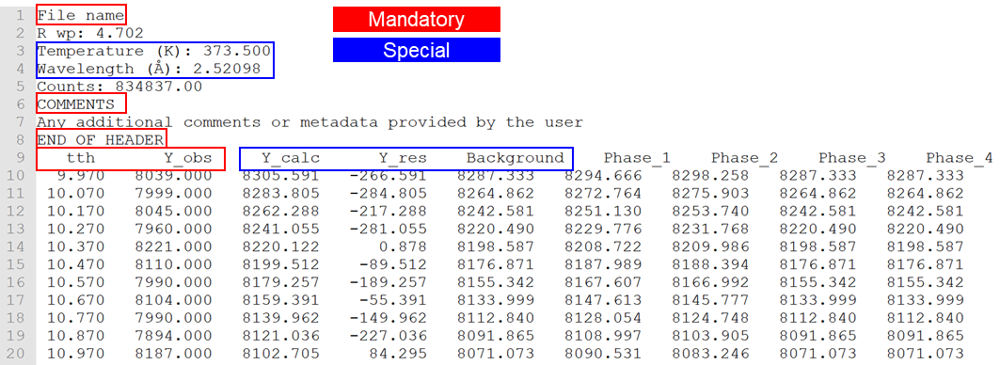 1 File name
Mandatory
2 R wp: 4.702
3 Temperature (K): 373.500
Special
4 Wavelength (Å): 2.52098
5 Counts: 834837.00
6 COMMENTS
7 Any additional comments or metadata provided by the user
8 END OF HEADER
9 tth Y_obs Y_calc Y_res Background Phase_1 Phase_2 Phase_3 Phase_4
10 9.970 8039.000 8305.591 -266.591 8287.333 8294.666 8298.258 8287.333 8287.333
11 10.070 7999.000 8283.805 -284.805 8264.862 8272.764 8275.903 8264.862 8264.862
12 10.170 8045.000 8262.288 -217.288 8242.581 8251.130 8253.740 8242.581 8242.581
13 10.270 7960.000 8241.055 -281.055 8220.490 8229.776 8231.768 8220.490 8220.490
14 10.370 8221.000 8220.122 0.878 8198.587 8208.722 8209.986 8198.587 8198.587
15 10.470 8110.000 8199.512 -89.512 8176.871 8187.989 8188.394 8176.871 8176.871
16 10.570 7990.000 8179.257 -189.257 8155.342 8167.607 8166.992 8155.342 8155.342
17 10.670 8104.000 8159.391 -55.391 8133.999 8147.613 8145.777 8133.999 8133.999
18 10.770 7990.000 8139.962 -149.962 8112.840 8128.054 8124.748 8112.840 8112.840
19 10.870 7894.000 8121.036 -227.036 8091.865 8108.997 8103.905 8091.865 8091.865
20 10.970 8187.000 8102.705 84.295 8071.073 8090.531 8083.246 8071.073 8071.073